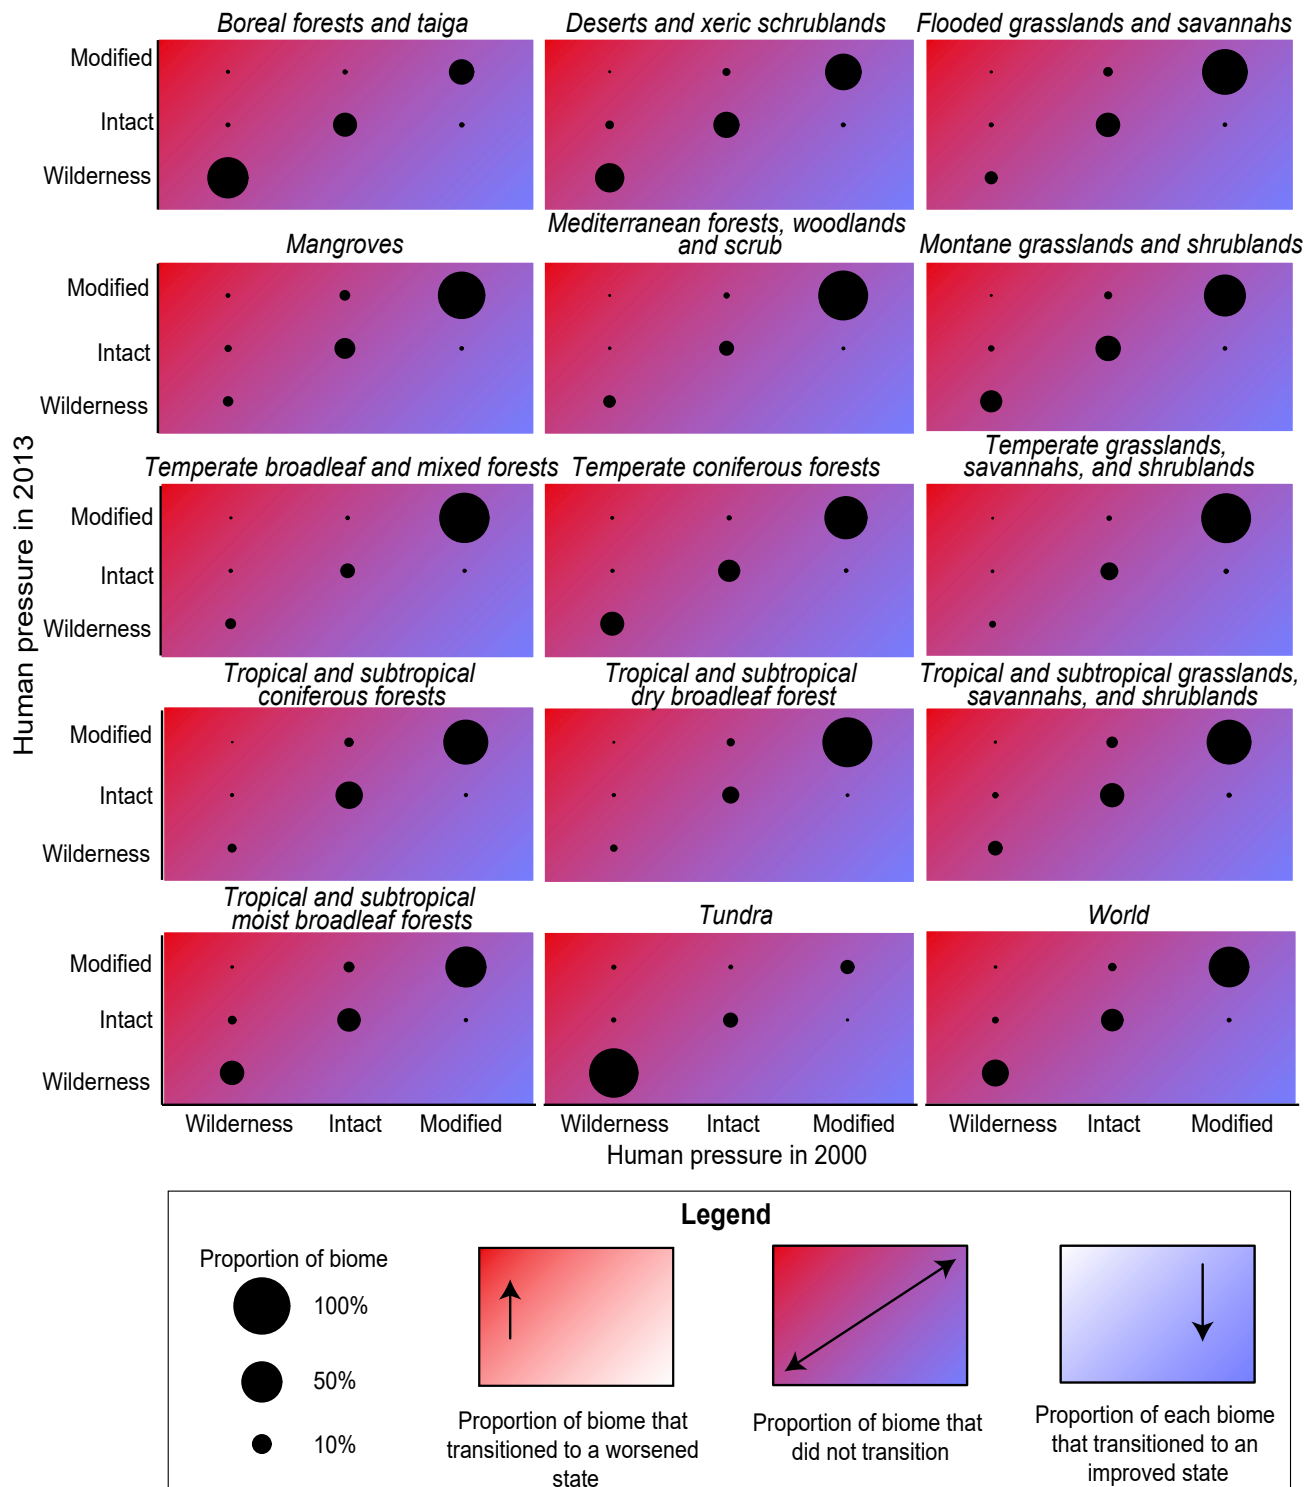 Boreal forests and taiga
Deserts and xeric schrublands
Flooded grasslands and savannahs
Modified
Intact
Wilderness
Mangroves
Mediterranean forests, woodlands
and scrub
Montane grasslands and shrublands
Modified
Intact
Wilderness
Human pressure in 2013
Temperate broadleaf and mixed forests
Temperate coniferous forests
Temperate grasslands,
savannahs, and shrublands
Modified
Intact
Wilderness
Tropical and subtropical
coniferous forests
Tropical and subtropical
dry broadleaf forest
Tropical and subtropical grasslands,
savannahs, and shrublands
Modified
Intact
Wilderness
Tropical and subtropical
moist broadleaf forests
Tundra
World
Modified
Intact
Wilderness
Wilderness Intact Modified
Wilderness Intact Modified
Wilderness Intact Modified
Human pressure in 2000
Legend
Proportion of biome
100%
50%
10%
Proportion of biome that
transitioned to a worsened
state
Proportion of biome that
did not transition
Proportion of each biome
that transitioned to an
improved state